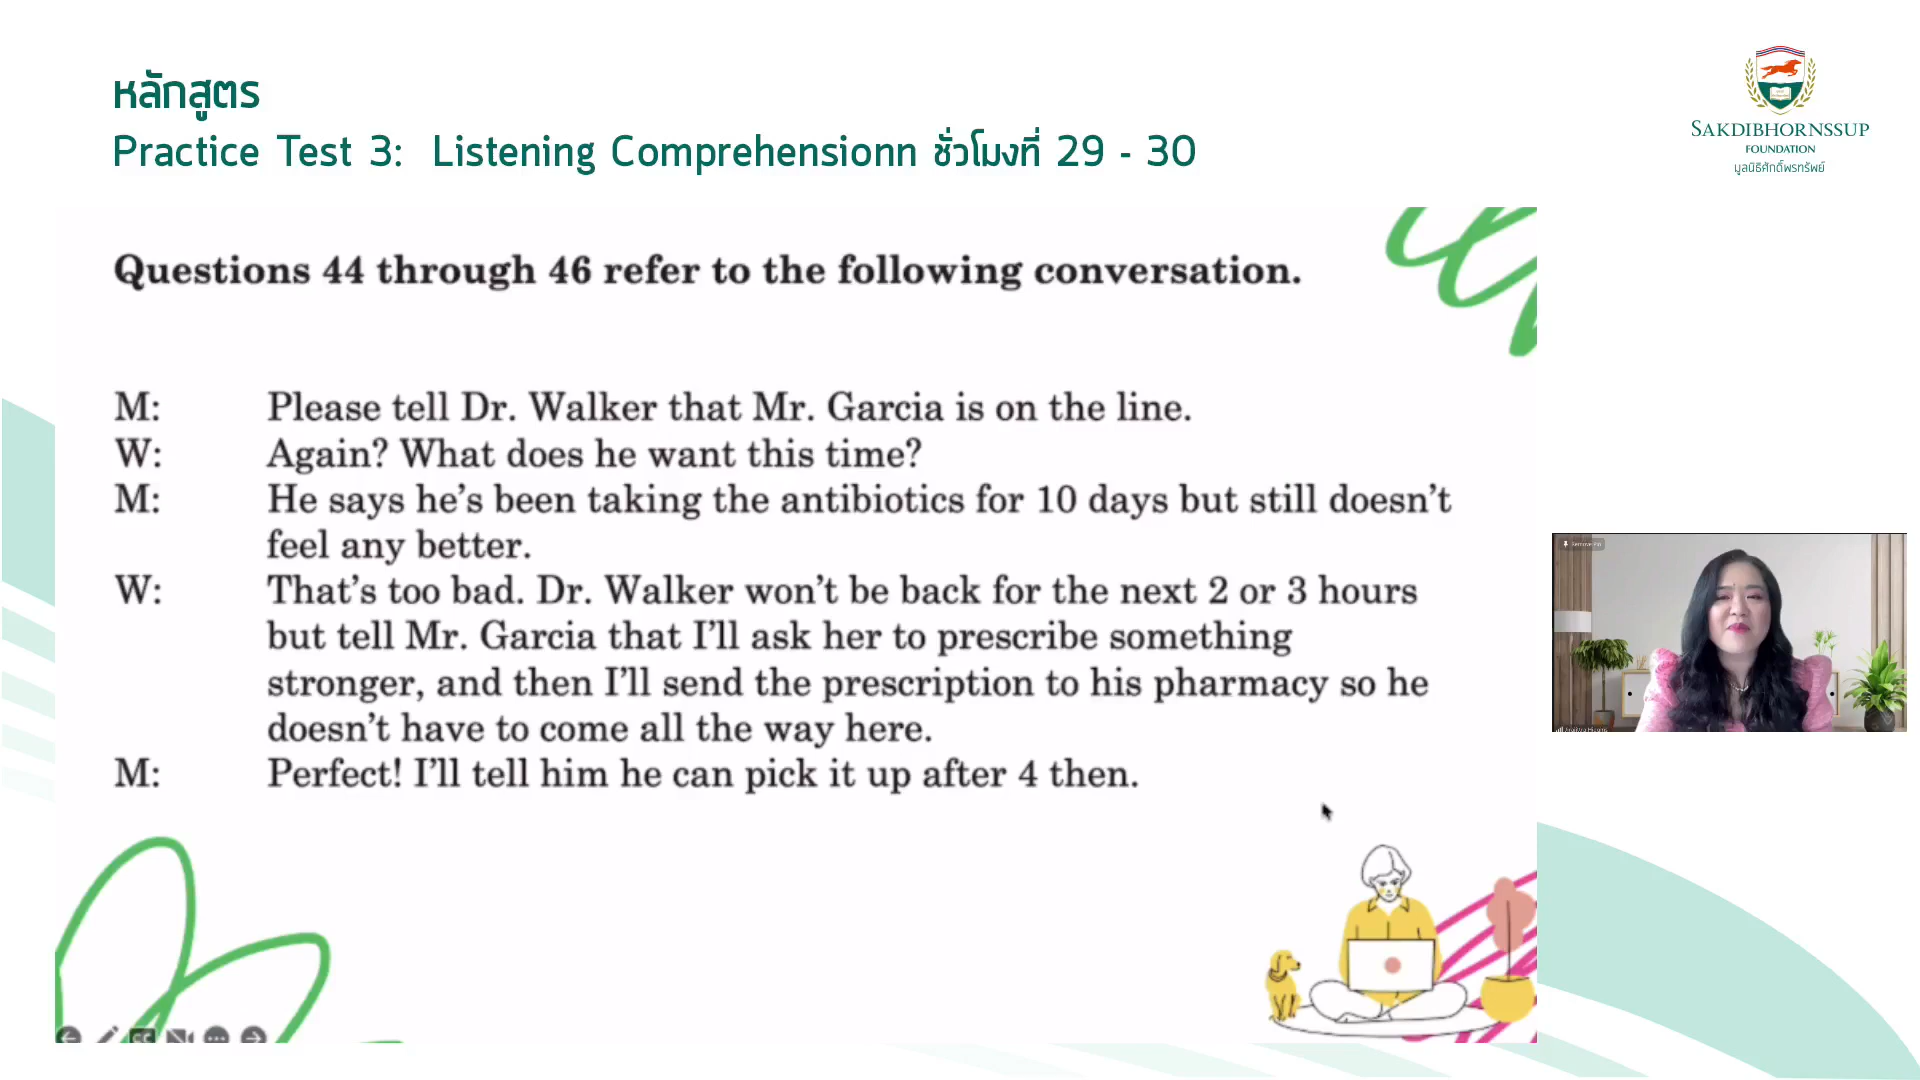 หลักสูตร
Practice Test 3: Listening Comprehensionn ชั่วโมงที่ 29 - 30
SAKDIBHORNSSUP
FOUNDATION
มูลนิธิศักดิ์พรทรัพย์
Questions 44 through 46 refer to the following conversation.
M: Please tell Dr. Walker that Mr. Garcia is on the line.
W: Again? What does he want this time?
M: He says he's been taking the antibiotics for 10 days but still doesn't
feel any better.
W: That's too bad. Dr. Walker won't be back for the next 2 or 3 hours
but tell Mr. Garcia that I'll ask her to prescribe something
stronger, and then I'll send the prescription to his pharmacy so he
doesn't have to come all the way here.
M: Perfect! I'll tell him he can pick it up after 4 then.
Remove Pin
CC